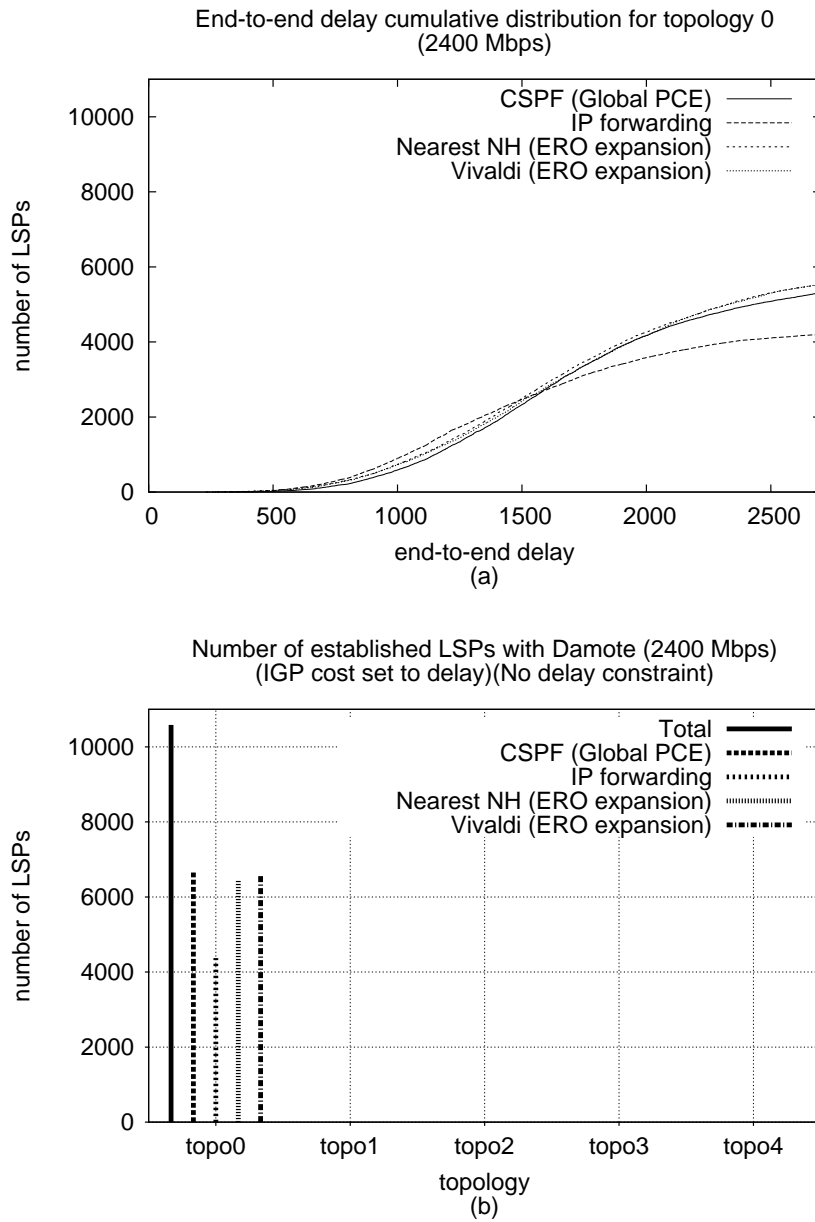 End-to-end delay cumulative distribution for topology 0
(2400 Mbps)
10000
8000
6000
4000
2000
0
number of LSPs
CSPF (Global PCE)
IP forwarding
Nearest NH (ERO expansion)
Vivaldi (ERO expansion)
0 500 1000 1500 2000 2500
end-to-end delay
(a)
Number of established LSPs with Damote (2400 Mbps)
(IGP cost set to delay)(No delay constraint)
10000
8000
6000
4000
2000
0
number of LSPs
Total
CSPF (Global PCE)
IP forwarding
Nearest NH (ERO expansion)
Vivaldi (ERO expansion)
topo0 topo1 topo2 topo3 topo4
topology
(b)